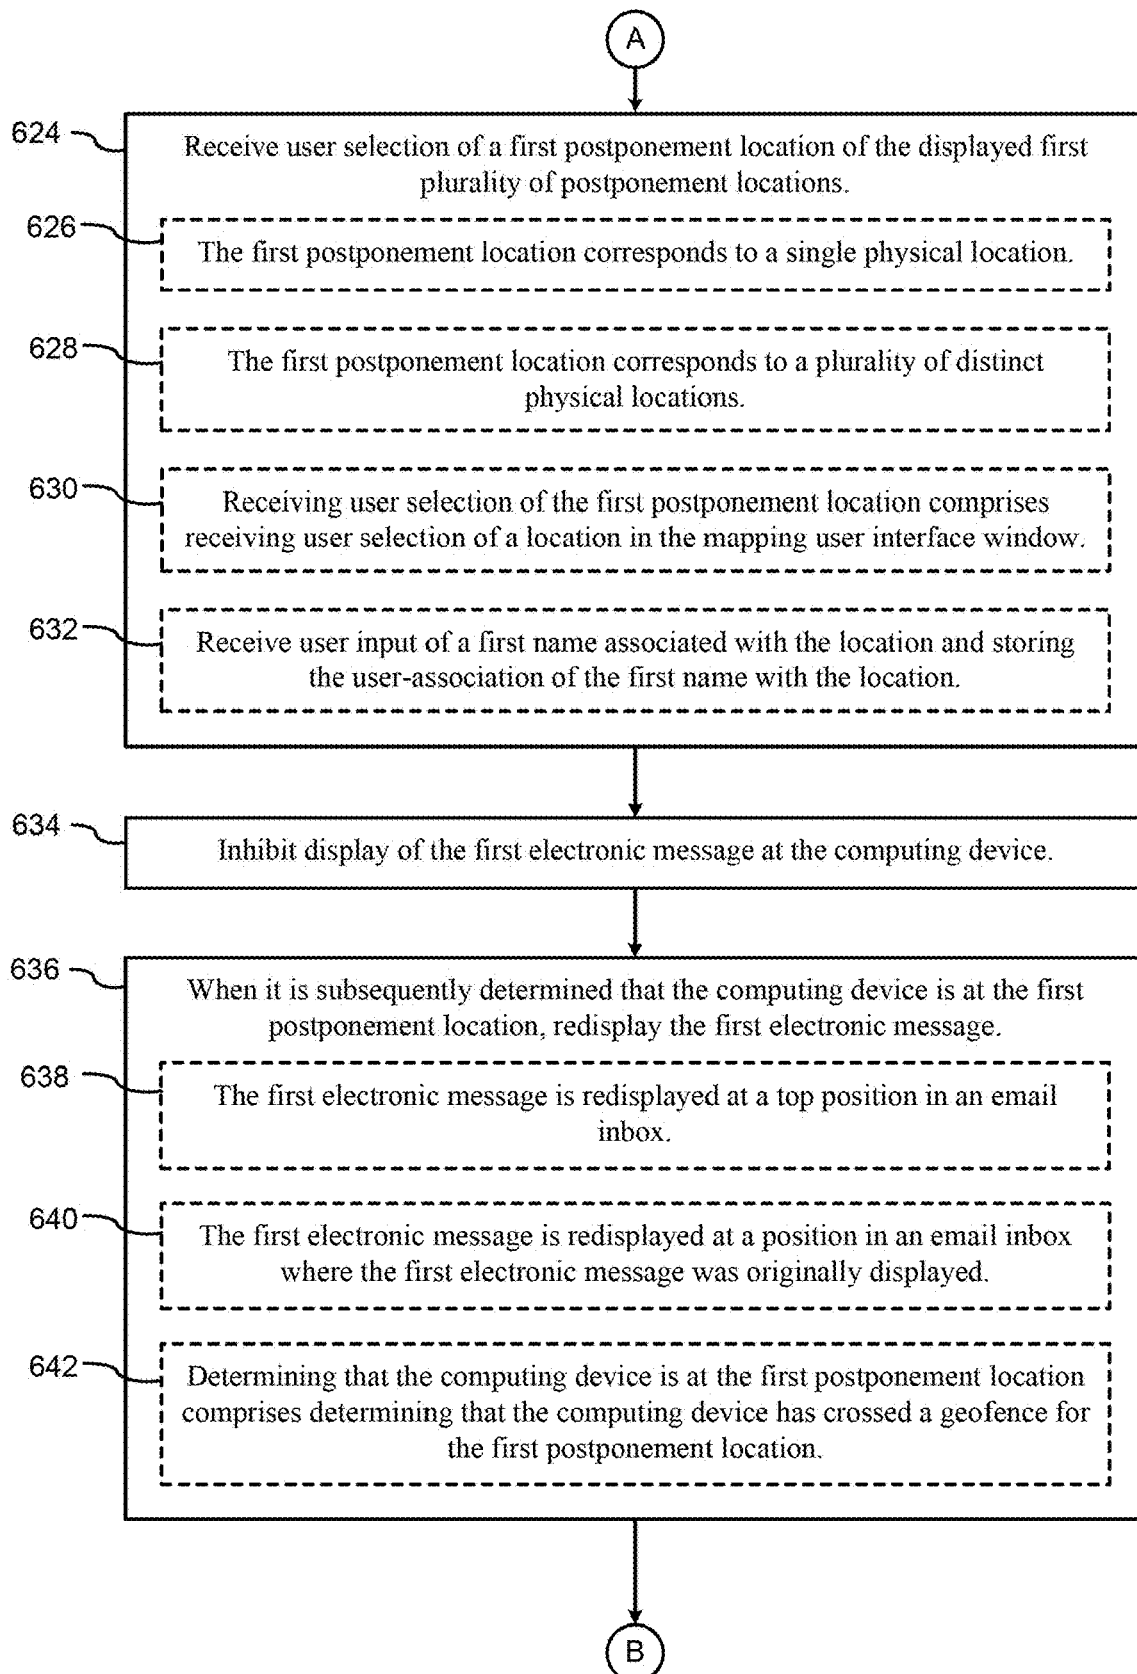 A
624
Receive user selection of a first postponement location of the displayed first
plurality of postponement locations.
626
The first postponement location corresponds to a single physical location.
628
The first postponement location corresponds to a plurality of distinct
physical locations.
630
Receiving user selection of the first postponement location comprises
receiving user selection of a location in the mapping user interface window.
632
Receive user input of a first name associated with the location and storing
the user-association of the first name with the location.
634
Inhibit display of the first electronic message at the computing device.
636
When it is subsequently determined that the computing device is at the first
postponement location, redisplay the first electronic message.
638
The first electronic message is redisplayed at a top position in an email
inbox.
640
The first electronic message is redisplayed at a position in an email inbox
where the first electronic message was originally displayed.
642
Determining that the computing device is at the first postponement location
comprises determining that the computing device has crossed a geofence for
the first postponement location.
B